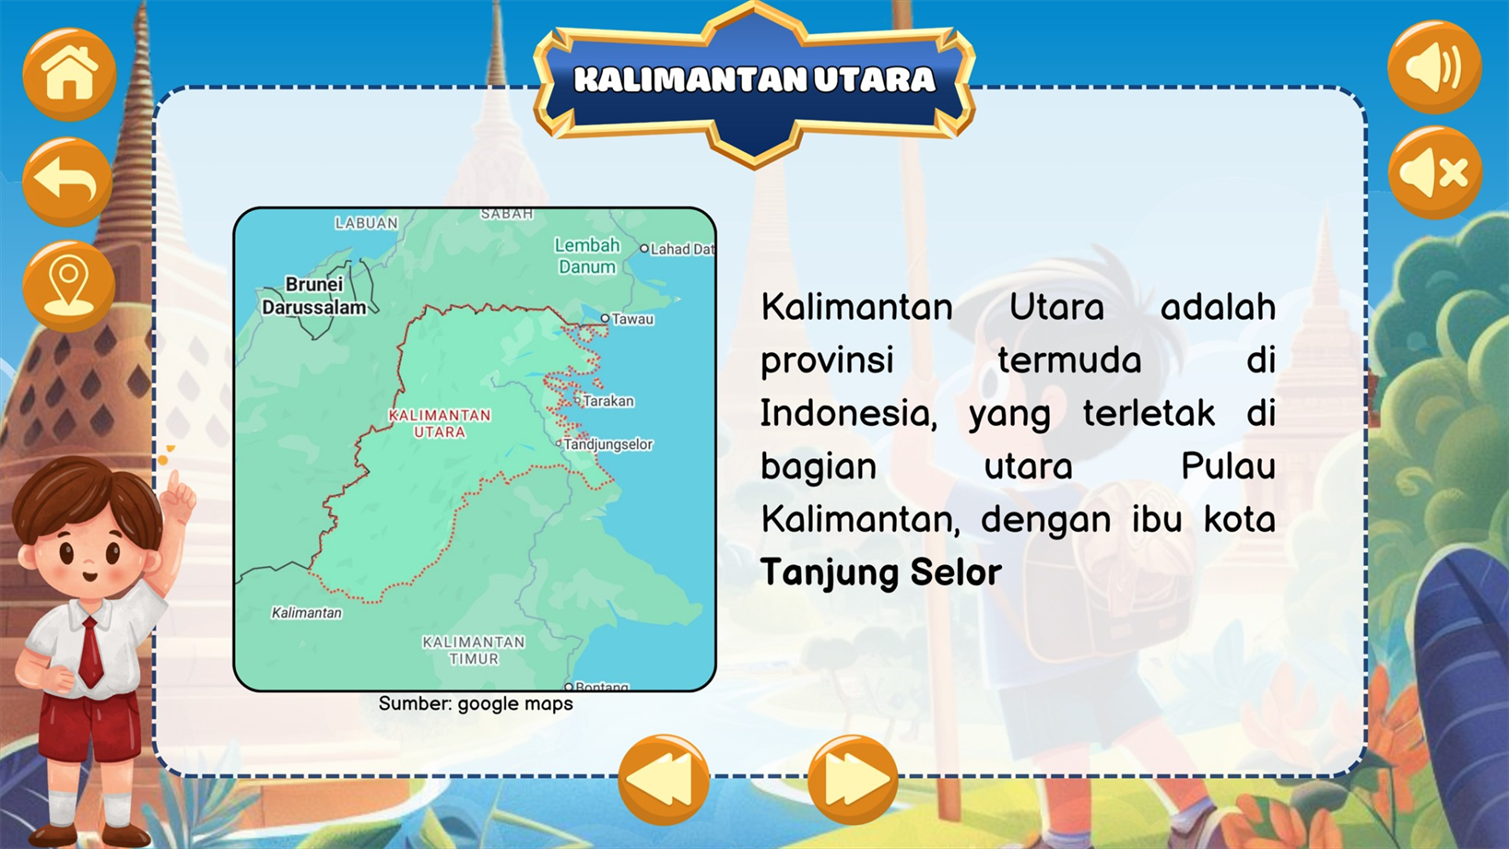 KALIMANTAN UTARA
LABUAN
SABAH
Lembah
Danum
Lahad Dat
Brunei
Darussalam
Tawau
Tarakan
KALIMANTAN
UTARA
Tandjungselor
Kalimantan
KALIMANTAN
TIMUR
Bontang
Sumber: google maps
Kalimantan Utara adalah
provinsi termuda di
Indonesia, yang terletak di
bagian utara Pulau
Kalimantan, dengan ibu kota
Tanjung Selor